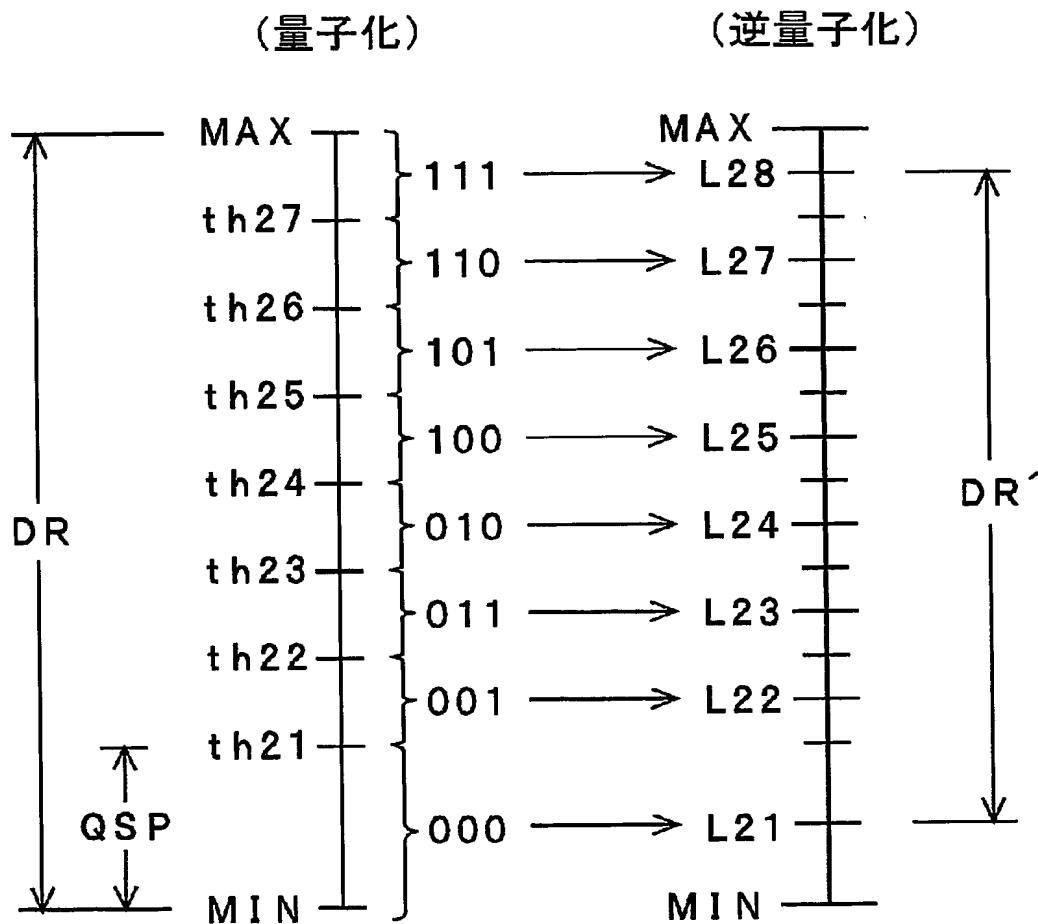 (量子化) (逆量子化)
MAX MAX
111 L28
th27
110 L27
th26
101 L26
th25
100 L25
th24
DR DR´
010 L24
th23
011 L23
th22
001 L22
th21
QSP 000 L21
MIN MIN